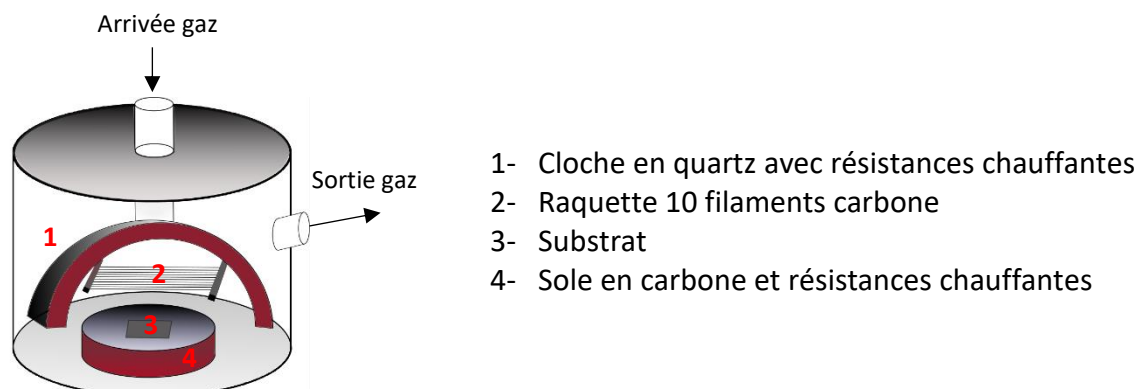 Arrivée gaz
Sortie gaz
1
2
3
4
1- Cloche en quartz avec résistances chauffantes
2- Raquette 10 filaments carbone
3- Substrat
4- Sole en carbone et résistances chauffantes